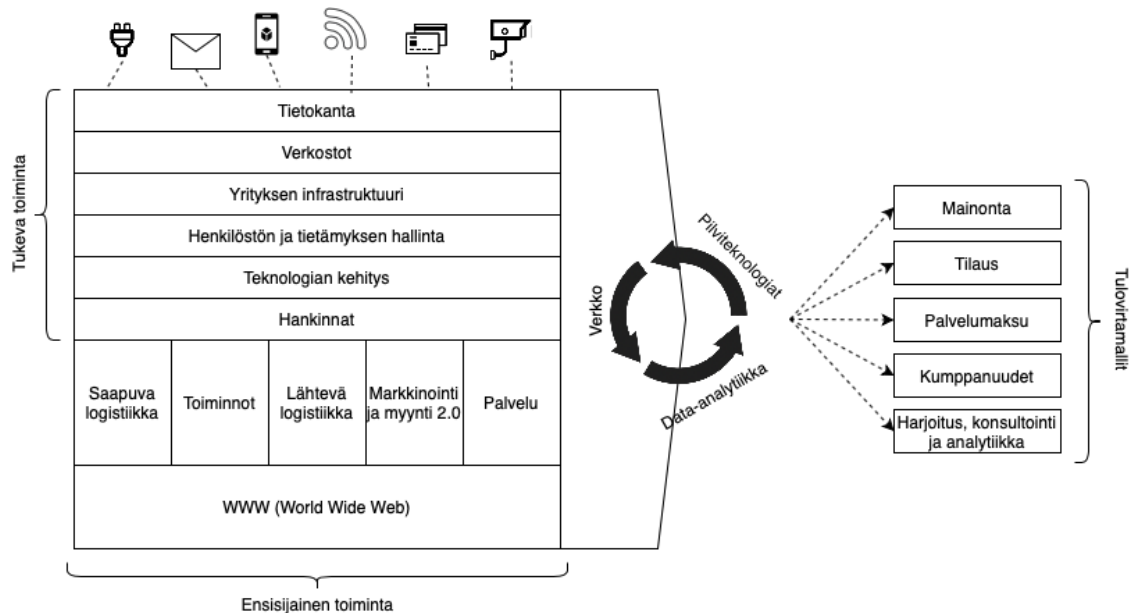 Tukeva toiminta
Tietokanta
Verkostot
Yrityksen infrastruktuuri
Henkilöstön ja tietämyksen hallinta
Teknologian kehitys
Hankinnat
Saapuva
logistiikka
Toiminnot
Lähtevä
logistiikka
Markkinointi
ja myynti 2.0
Palvelu
WWW (World Wide Web)
Ensisijainen toiminta
Verkko
Pilviteknologiat
Data-analytiikka
Mainonta
Tilaus
Palvelumaksu
Kumppanuudet
Harjoitus, konsultointi
ja analytiikka
Tulovirtamallit